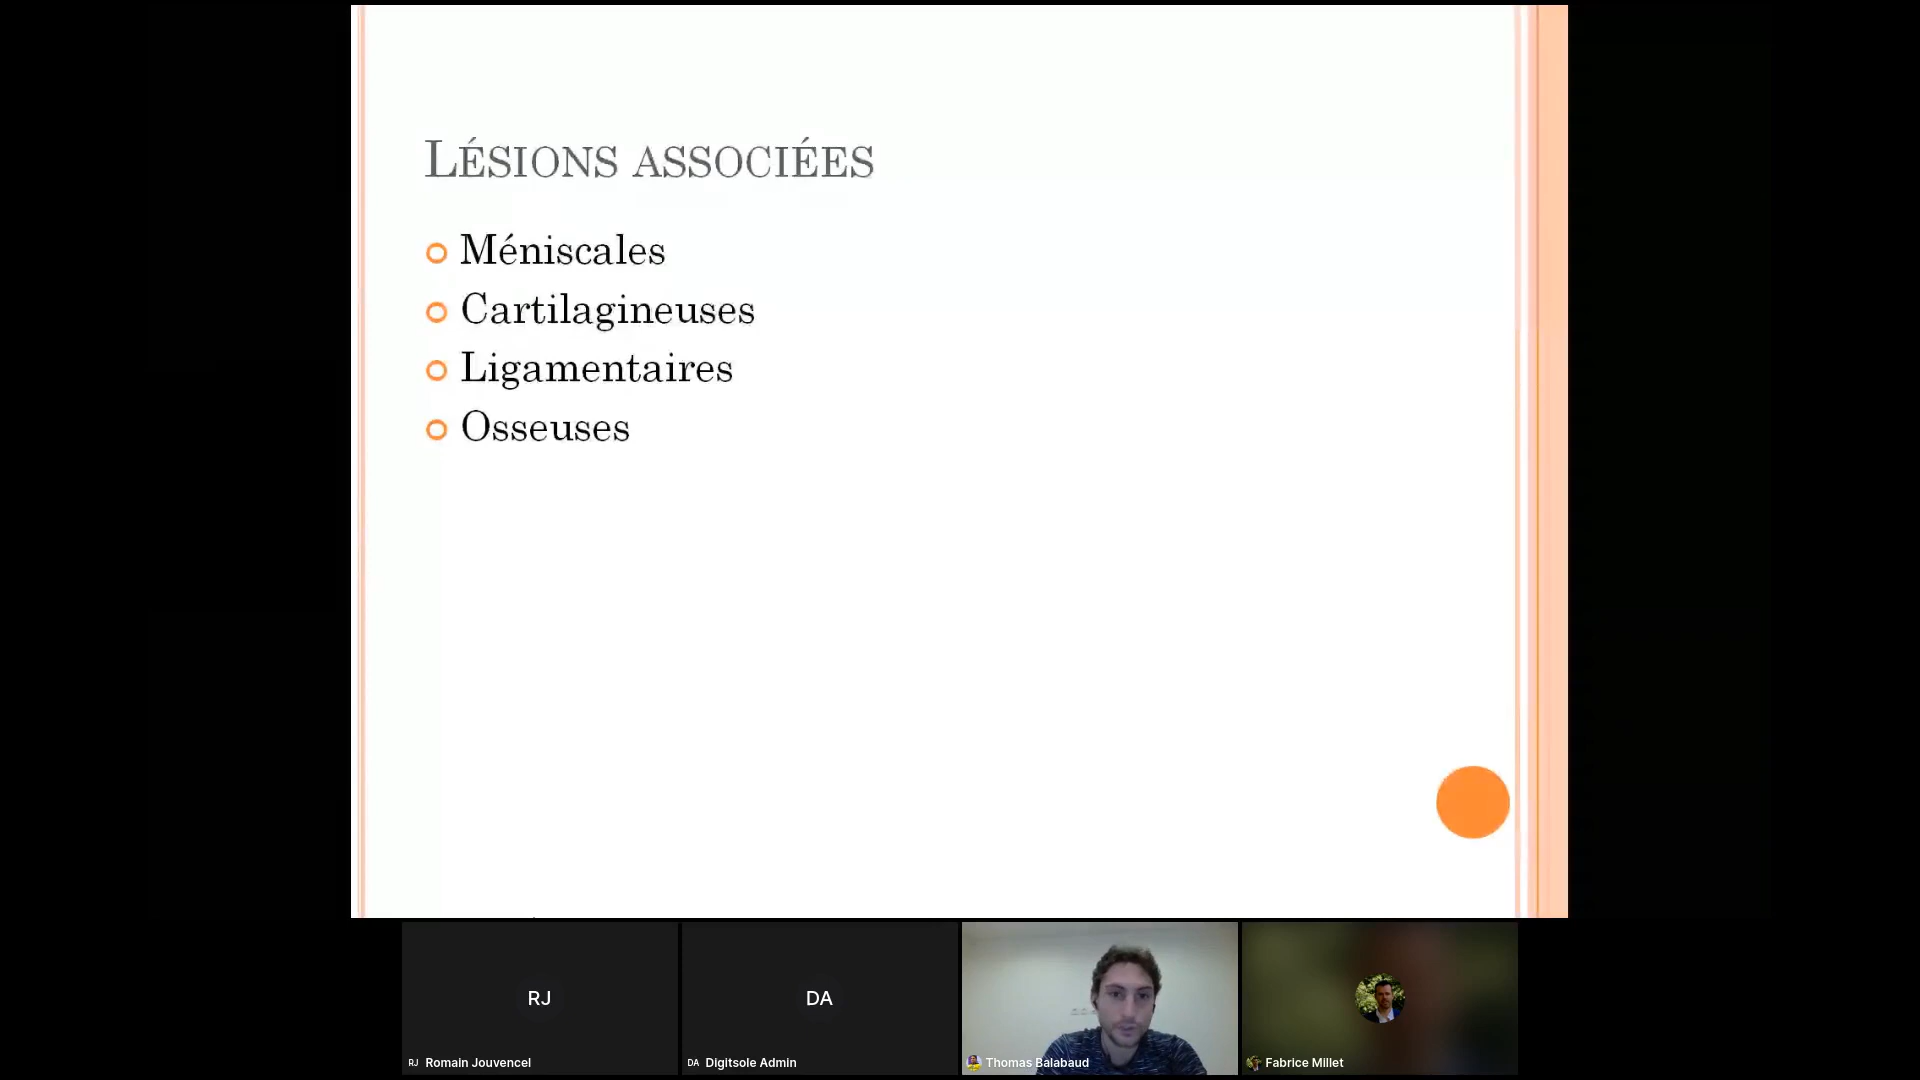 LÉSIONS ASSOCIÉES
Méniscales
Cartilagineuses
Ligamentaires
Osseuses
RJ
DA
RJ Romain Jouvencel
DA Digitsole Admin
Thomas Balabaud
Fabrice Millet